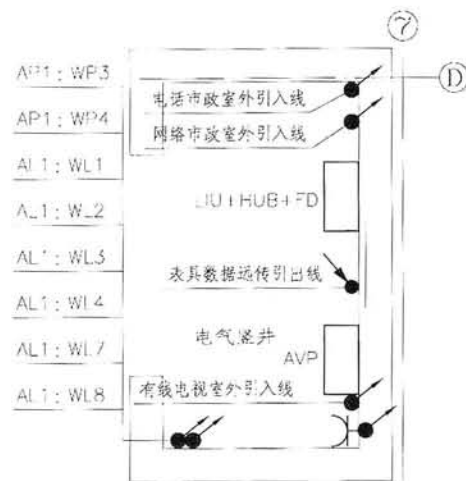 ⑦
AP1: WP3
D
电话市政室外引入线
AP1: WP4
网络市政室外引入线
AL1: WL1
LIU+HUB+FD
AL1: WL2
AL1: WL3
表具数据远传引出线
AL1: WL4
电气竖井
AL1: WL7
AVP
AL1: WL8
有线电视室外引入线